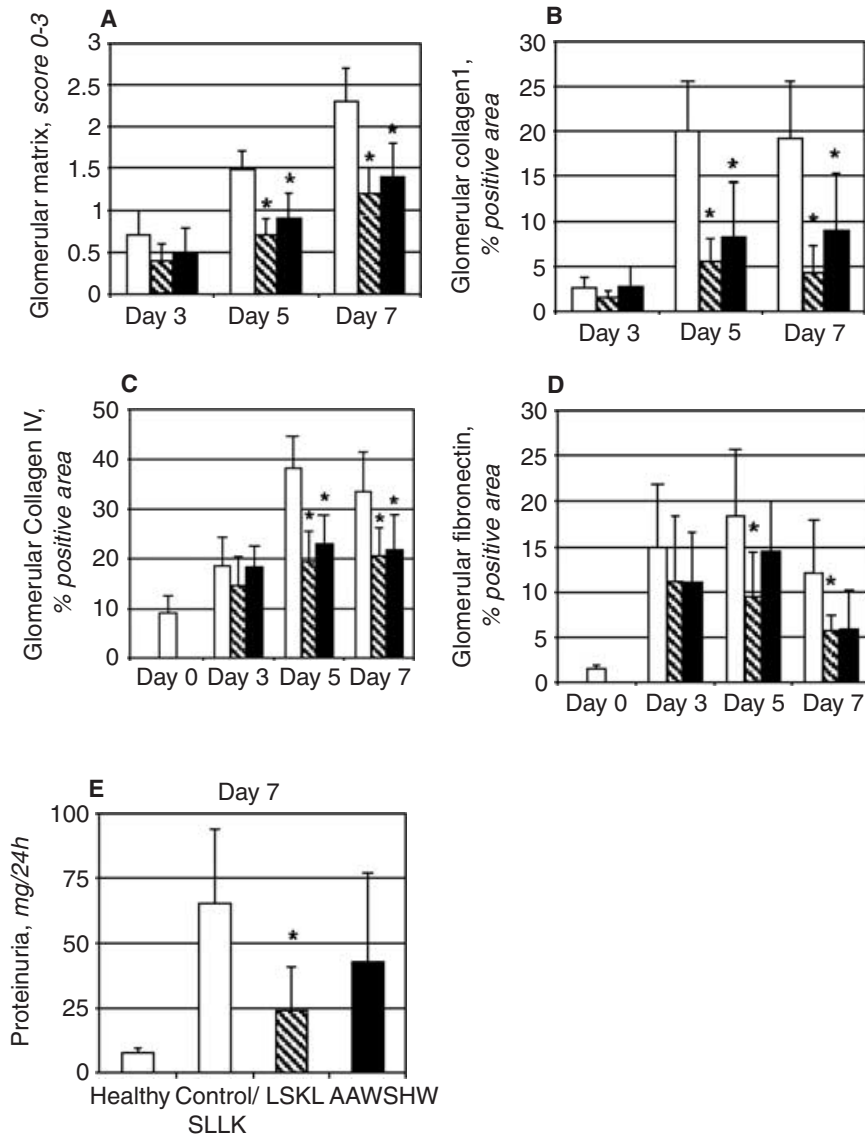 A
Glomerular matrix, score 0-3
3
2.5
2
1.5
1
0.5
0
* * * *
Day 3 Day 5 Day 7
B
Glomerular collagen1,
% positive area
30
25
20
15
10
5
0
* * * *
Day 3 Day 5 Day 7
C
Glomerular Collagen IV,
% positive area
50
40
30
20
10
0
* * * *
Day 0 Day 3 Day 5 Day 7
D
Glomerular fibronectin,
% positive area
30
25
20
15
10
5
0
* *
Day 0 Day 3 Day 5 Day 7
E
Day 7
Proteinuria, mg/24h
100
75
50
25
0
*
Healthy Control/ LSKL AAWSHW
SLLK